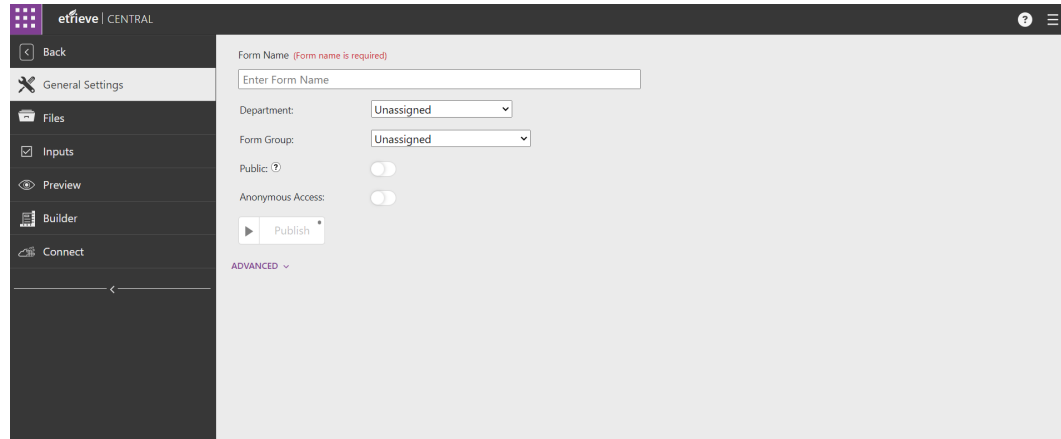 etrieve | CENTRAL
?
Back
General Settings
Files
Inputs
Preview
Builder
Connect
Form Name (Form name is required)
Enter Form Name
Department: Unassigned
Form Group: Unassigned
Public: ?
Anonymous Access:
Publish
ADVANCED